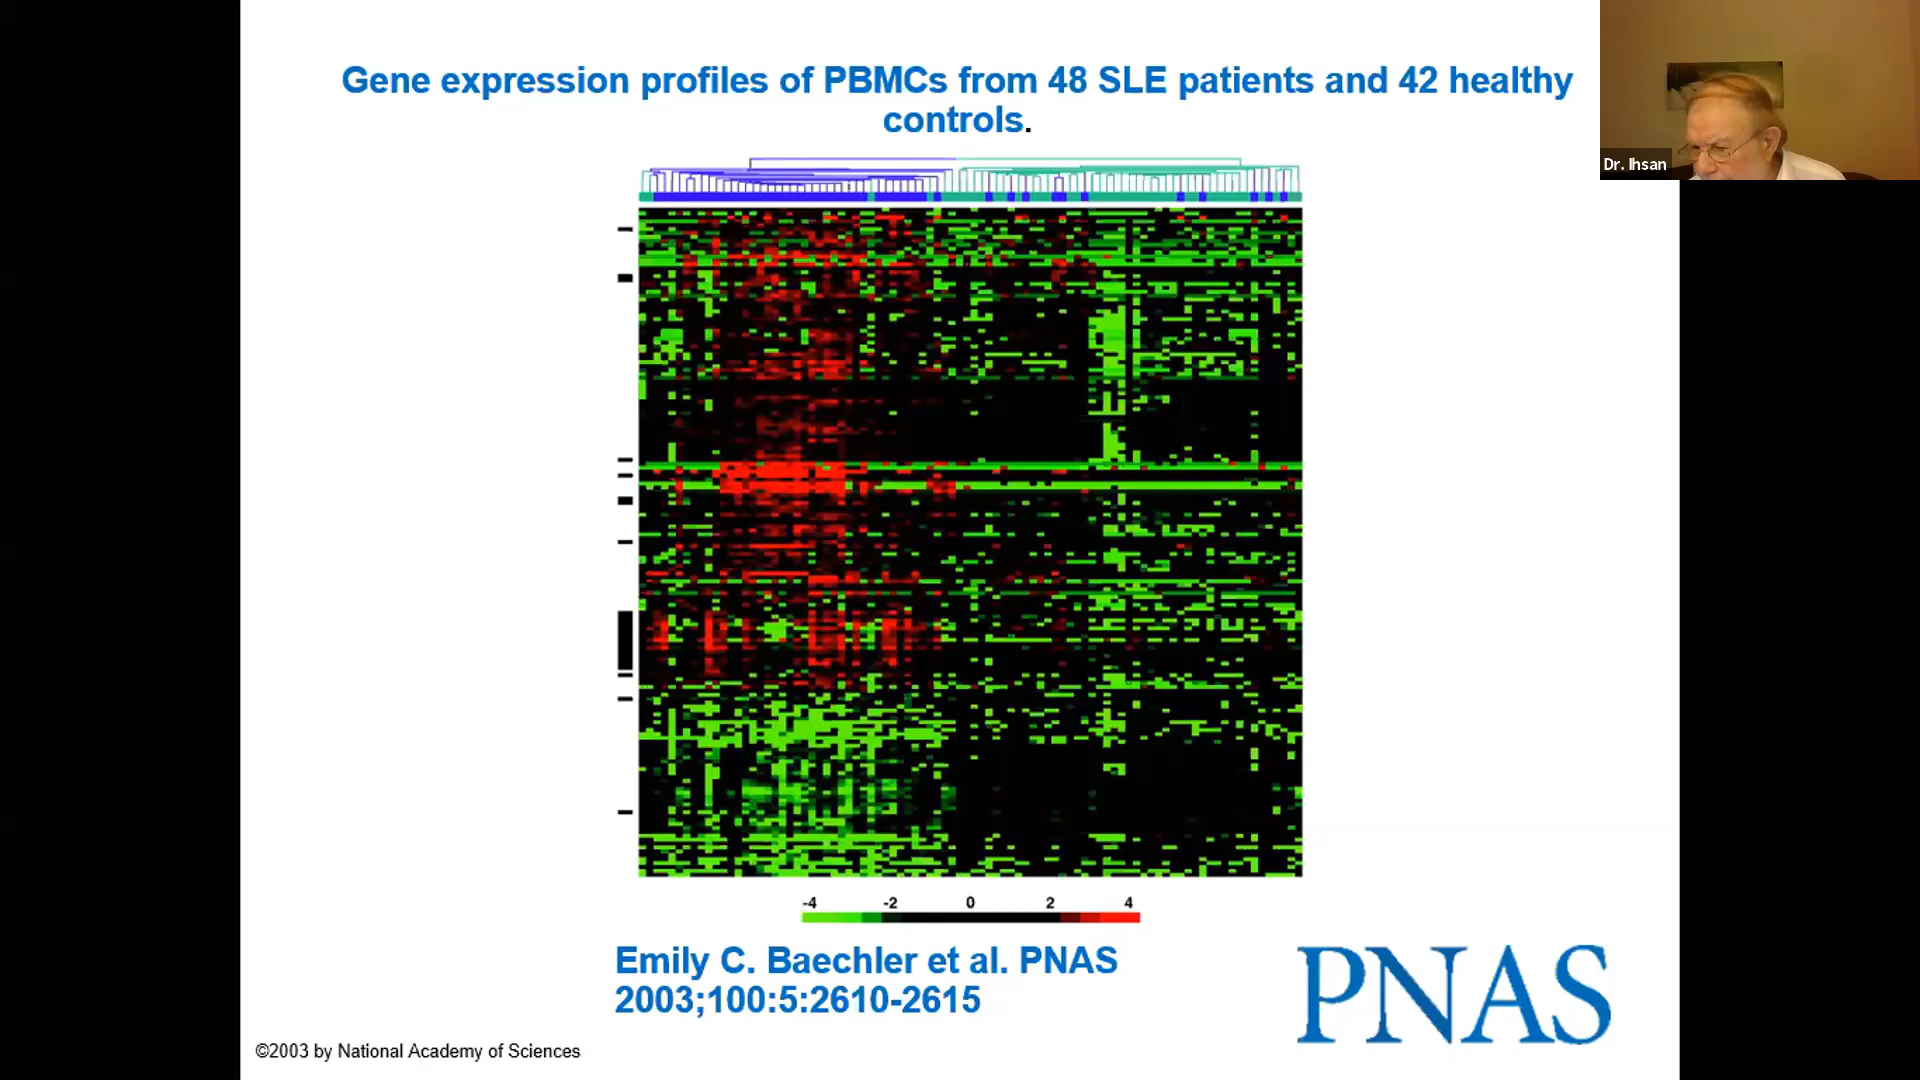 Gene expression profiles of PBMCs from 48 SLE patients and 42 healthy
controls.
Dr. Ihsan
-4 -2 0 2 4
Emily C. Baechler et al. PNAS
2003;100:5:2610-2615
PNAS
©2003 by National Academy of Sciences